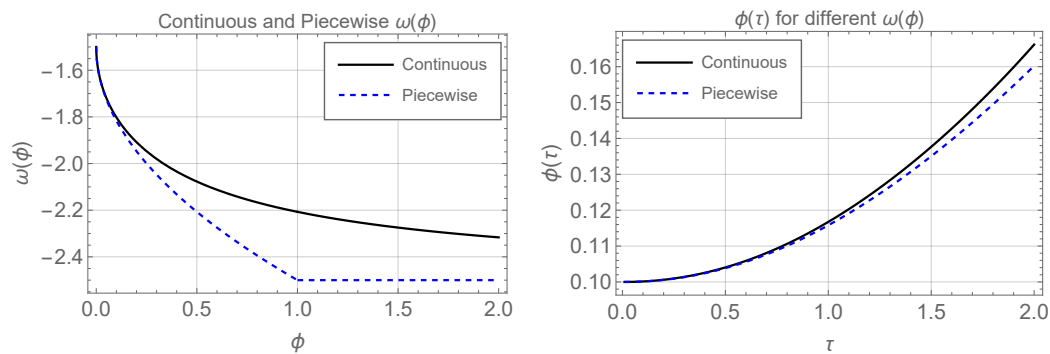 Continuous and Piecewise ω(ϕ)
Continuous
Piecewise
ω(ϕ)
−1.6
−1.8
−2.0
−2.2
−2.4
0.0 0.5 1.0 1.5 2.0
ϕ
ϕ(τ) for different ω(ϕ)
Continuous
Piecewise
ϕ(τ)
0.16
0.15
0.14
0.13
0.12
0.11
0.10
0.0 0.5 1.0 1.5 2.0
τ